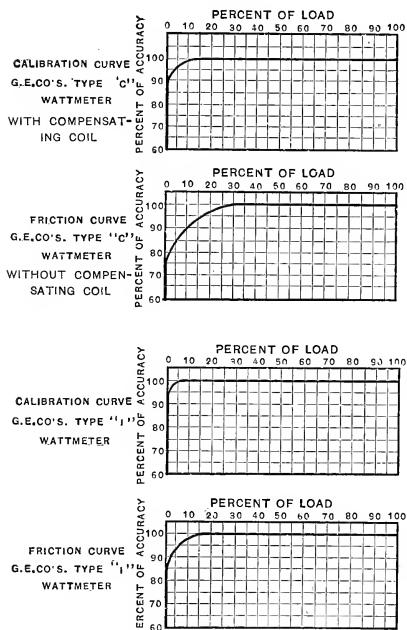 PERCENT OF LOAD
0 10 20 30 40 50 60 70 80 90 100
CALIBRATION CURVE
G.E.CO'S. TYPE 'C"
WATTMETER
WITH COMPENSAT-
ING COIL
PERCENT OF ACCURACY
100
90
80
70
60
PERCENT OF LOAD
0 10 20 30 40 50 60 70 80 90 100
FRICTION CURVE
G.E.CO'S. TYPE "C"
WATTMETER
WITHOUT COMPEN-
SATING COIL
PERCENT OF ACCURACY
100
90
80
70
60
PERCENT OF LOAD
0 10 20 30 40 50 60 70 80 90 100
CALIBRATION CURVE
G.E.CO'S. TYPE "I"
WATTMETER
PERCENT OF ACCURACY
100
90
80
70
60
PERCENT OF LOAD
0 10 20 30 40 50 60 70 80 90 100
FRICTION CURVE
G.E.CO'S. TYPE "I"
WATTMETER
PERCENT OF ACCURACY
100
90
80
70
60